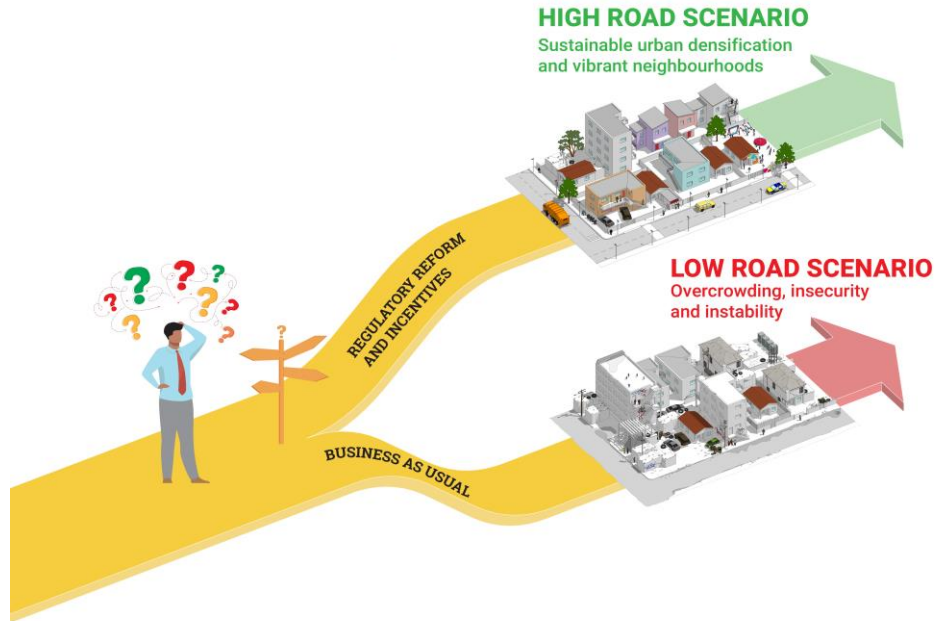 HIGH ROAD SCENARIO
Sustainable urban densification
and vibrant neighbourhoods
REGULATORY REFORM
AND INCENTIVES
LOW ROAD SCENARIO
Overcrowding, insecurity
and instability
? ? ? ? ? ? ?
?
BUSINESS AS USUAL